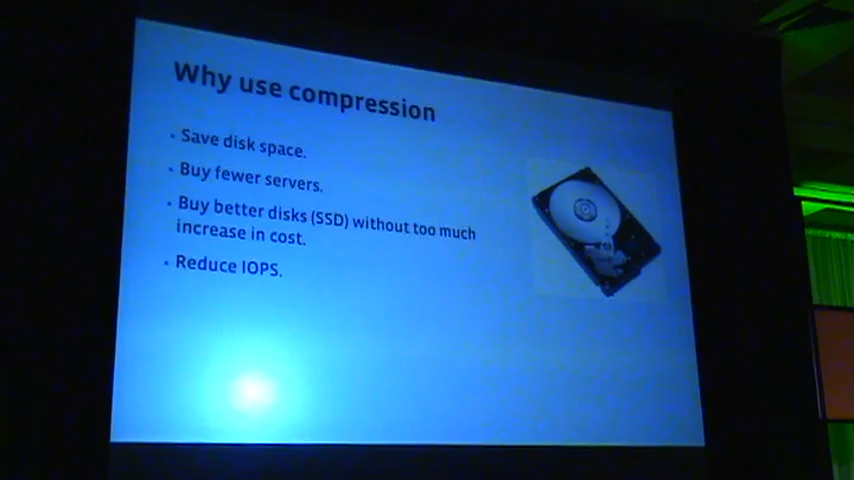 Why use compression
• Save disk space.
• Buy fewer servers.
• Buy better disks (SSD) without too much
increase in cost.
• Reduce IOPS.